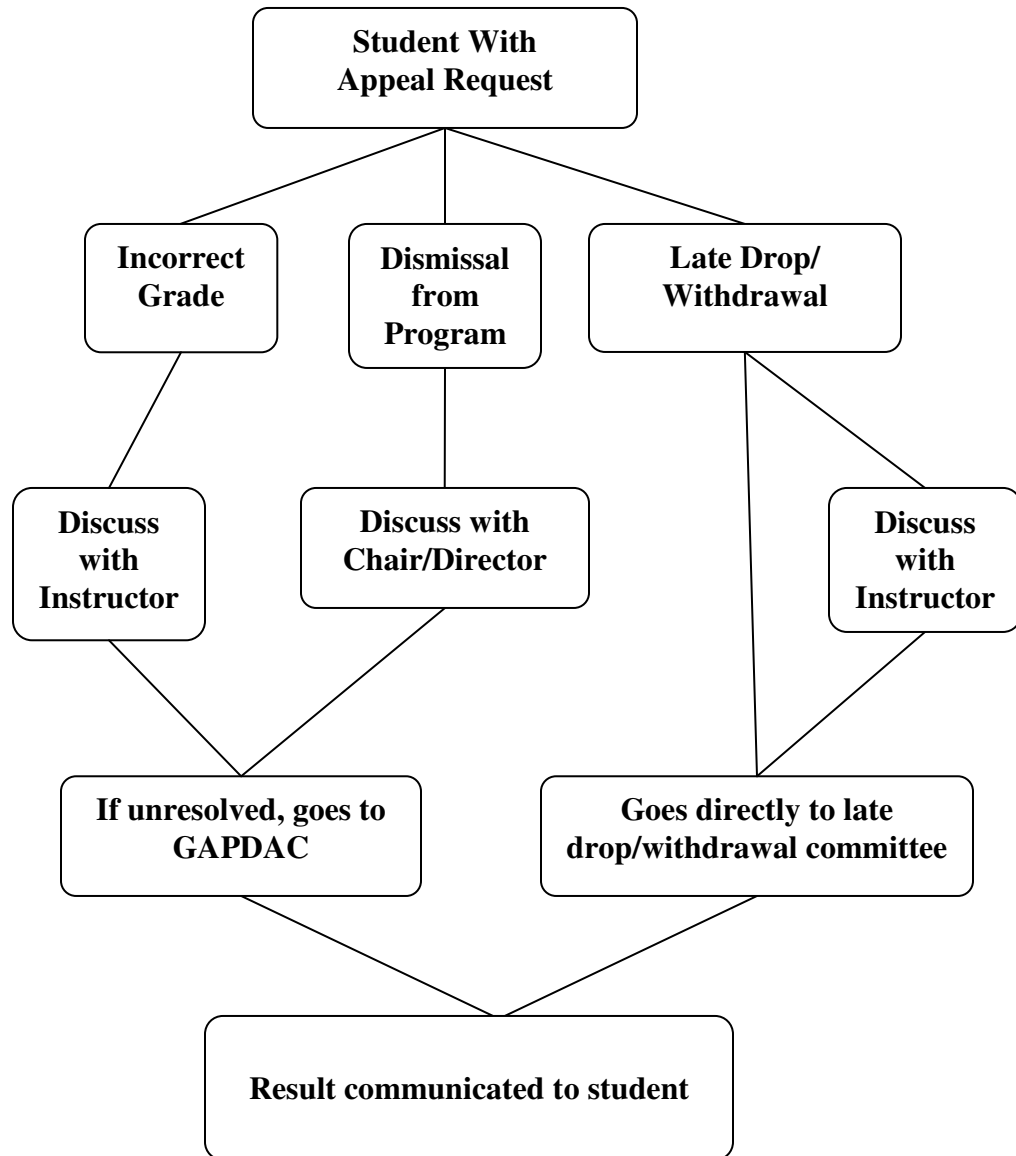 Student With
Appeal Request
Incorrect
Grade
Dismissal
from
Program
Late Drop/
Withdrawal
Discuss
with
Instructor
Discuss with
Chair/Director
Discuss
with
Instructor
If unresolved, goes to
GAPDAC
Goes directly to late
drop/withdrawal committee
Result communicated to student